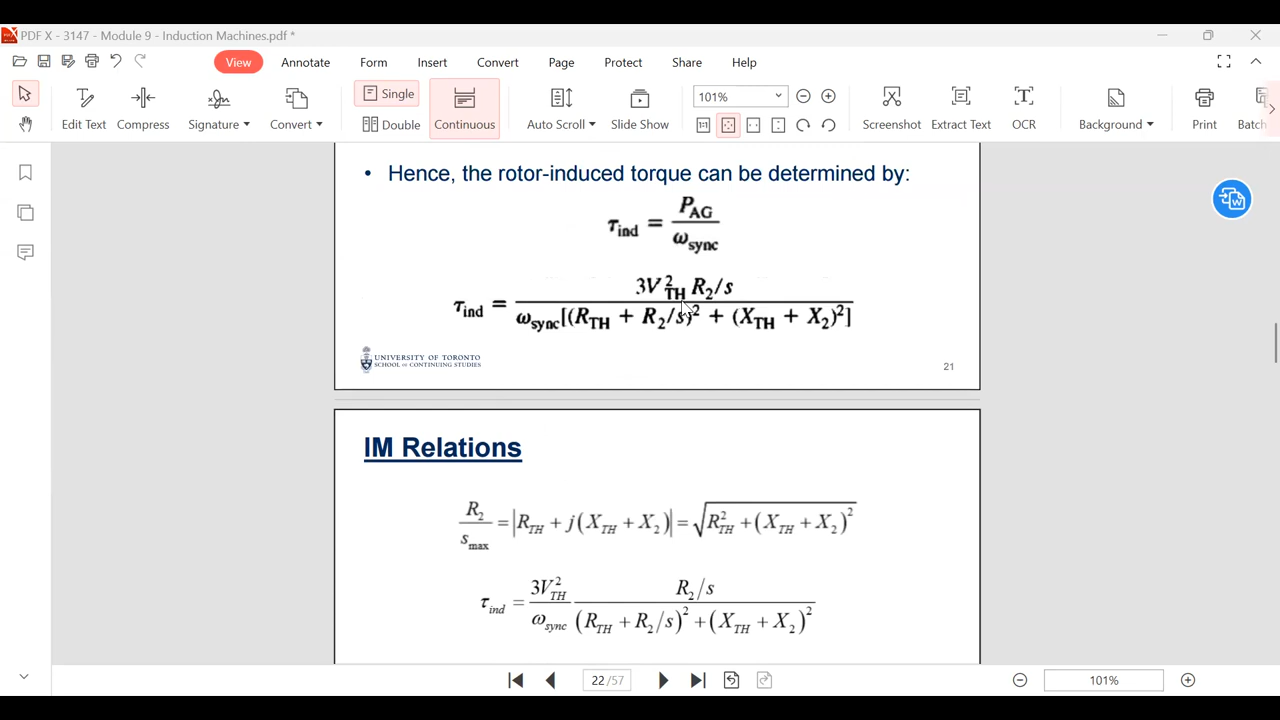 PDF X - 3147 - Module 9 - Induction Machines.pdf *
View Annotate Form Insert Convert Page Protect Share Help
Single
101%
Edit Text Compress Signature Convert Double Continuous Auto Scroll Slide Show Screenshot Extract Text OCR Background Print Batch
• Hence, the rotor-induced torque can be determined by:
τind = PAG / ωsync
τind = 3V²TH R2/s / ωsync[(RTH + R2/s)² + (XTH + X2)²]
UNIVERSITY OF TORONTO
SCHOOL OF CONTINUING STUDIES
21
IM Relations
R2 / smax = |RTH + j(XTH + X2)| = √(R²TH + (XTH + X2)²)
τind = 3V²TH / ωsync R2/s / (RTH + R2/s)² + (XTH + X2)²
22 /57
101%